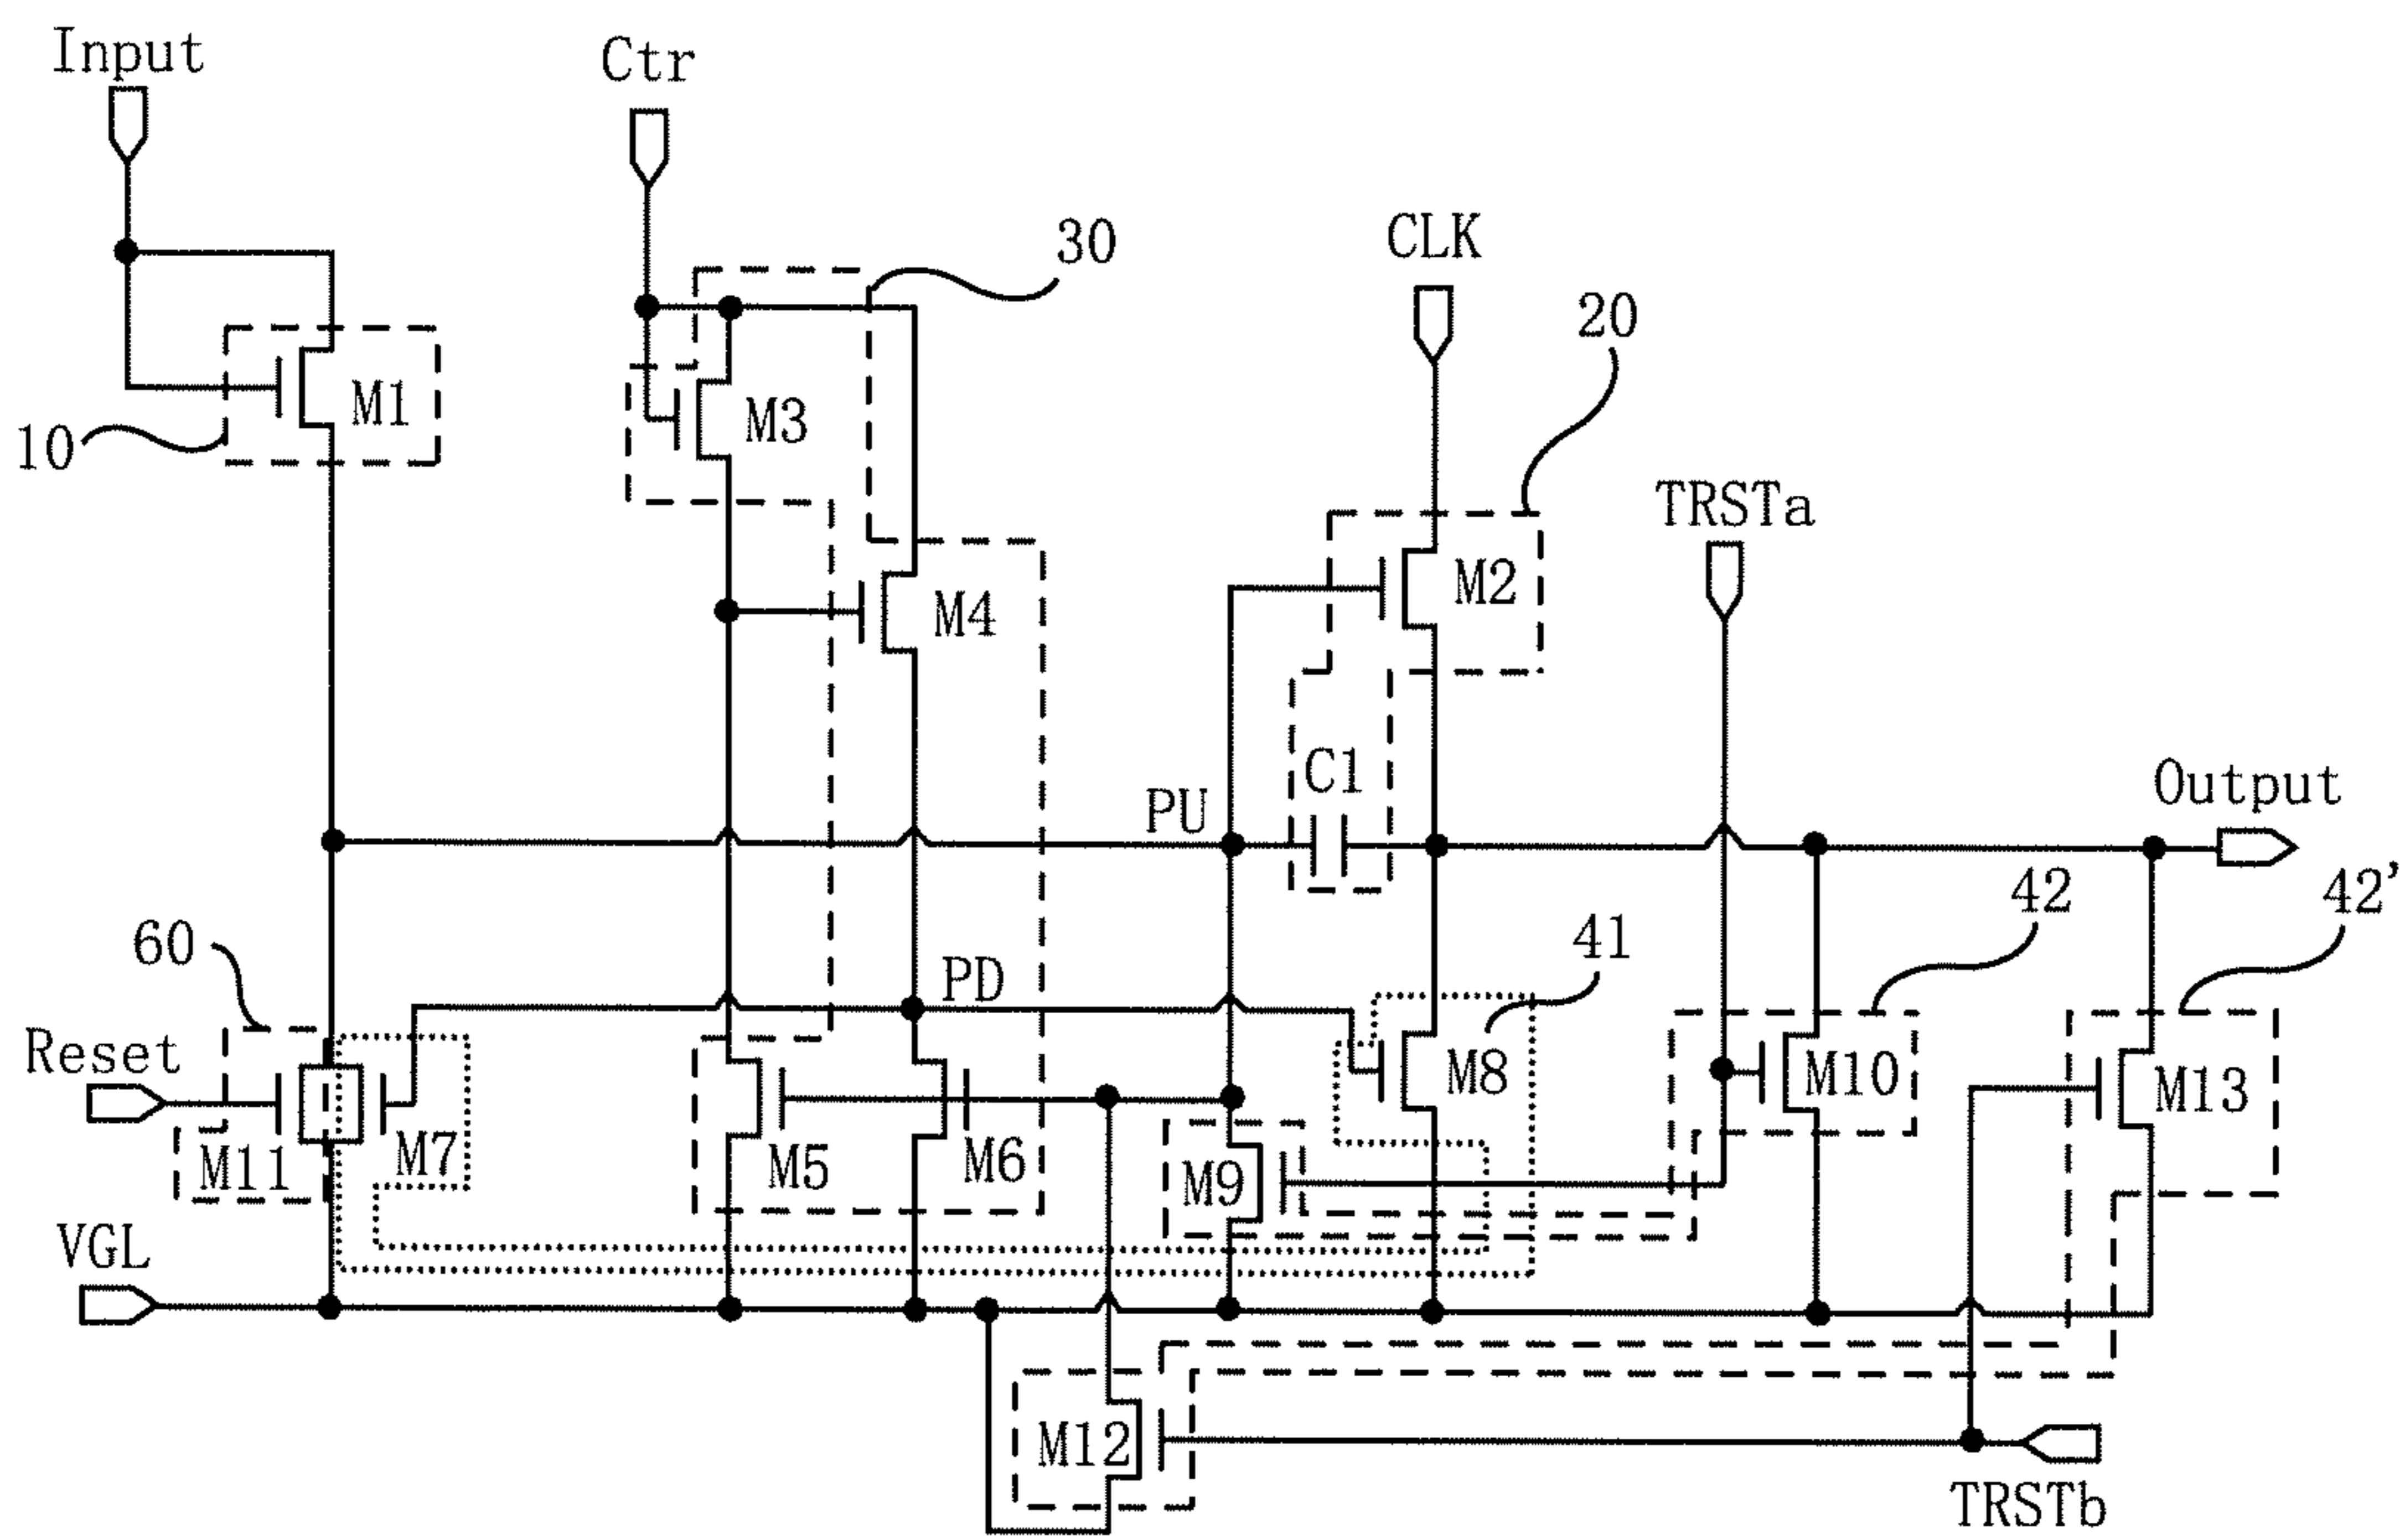 Input
Ctr
CLK
30
20
M1
M3
10
TRSTa
M2
M4
C1
PU
Output
42
42'
41
60
PD
Reset
M8
M10
M13
M11
M7
M5
M6
M9
VGL
M12
TRSTb